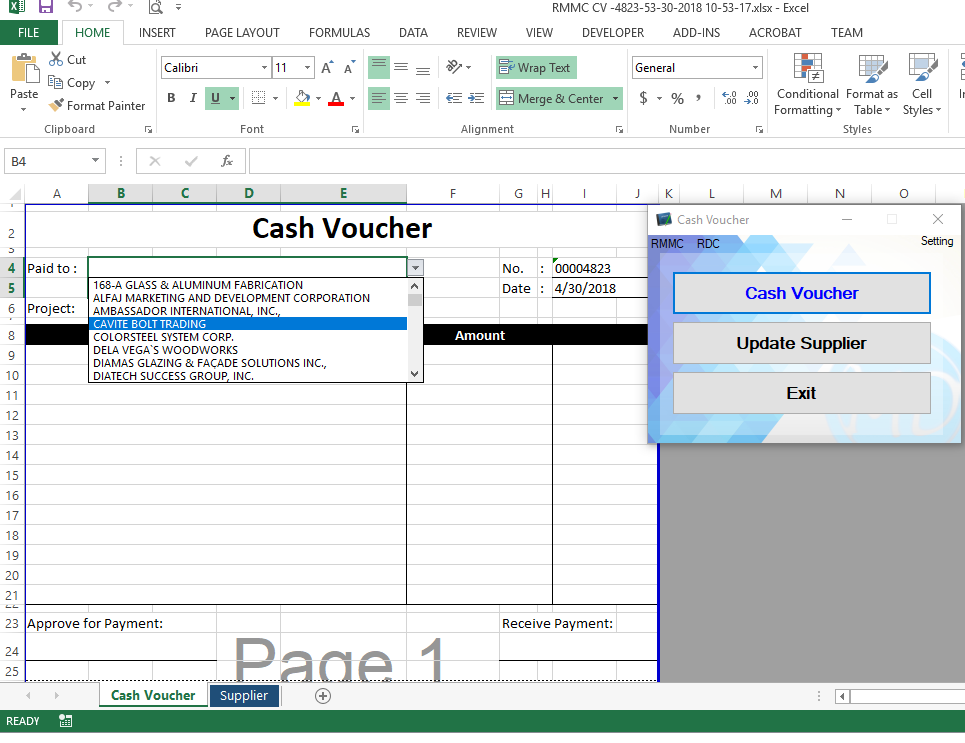 RMMC CV -4823-53-30-2018 10-53-17.xlsx - Excel
FILE HOME INSERT PAGE LAYOUT FORMULAS DATA REVIEW VIEW DEVELOPER ADD-INS ACROBAT TEAM
Paste
Cut
Copy
Format Painter
Clipboard
Calibri 11
B I U
Font
Wrap Text
Merge & Center
Alignment
General
$ % ,
Number
Conditional Formatting
Format as Table
Cell Styles
Styles
B4 fx
A B C D E F G H I J K L M N O
2 Cash Voucher
3
4 Paid to : No. : 00004823
5 Date : 4/30/2018
6 Project:
8 Amount
168-A GLASS & ALUMINUM FABRICATION
ALFAJ MARKETING AND DEVELOPMENT CORPORATION
AMBASSADOR INTERNATIONAL, INC.,
CAVITE BOLT TRADING
COLORSTEEL SYSTEM CORP.
DELA VEGA`S WOODWORKS
DIAMAS GLAZING & FAÇADE SOLUTIONS INC.,
DIATECH SUCCESS GROUP, INC.
9
10
11
12
13
14
15
16
17
18
19
20
21
22
23 Approve for Payment: Receive Payment:
24
25
Page 1
Cash Voucher
RMMC RDC Setting
Cash Voucher
Update Supplier
Exit
Cash Voucher Supplier
READY